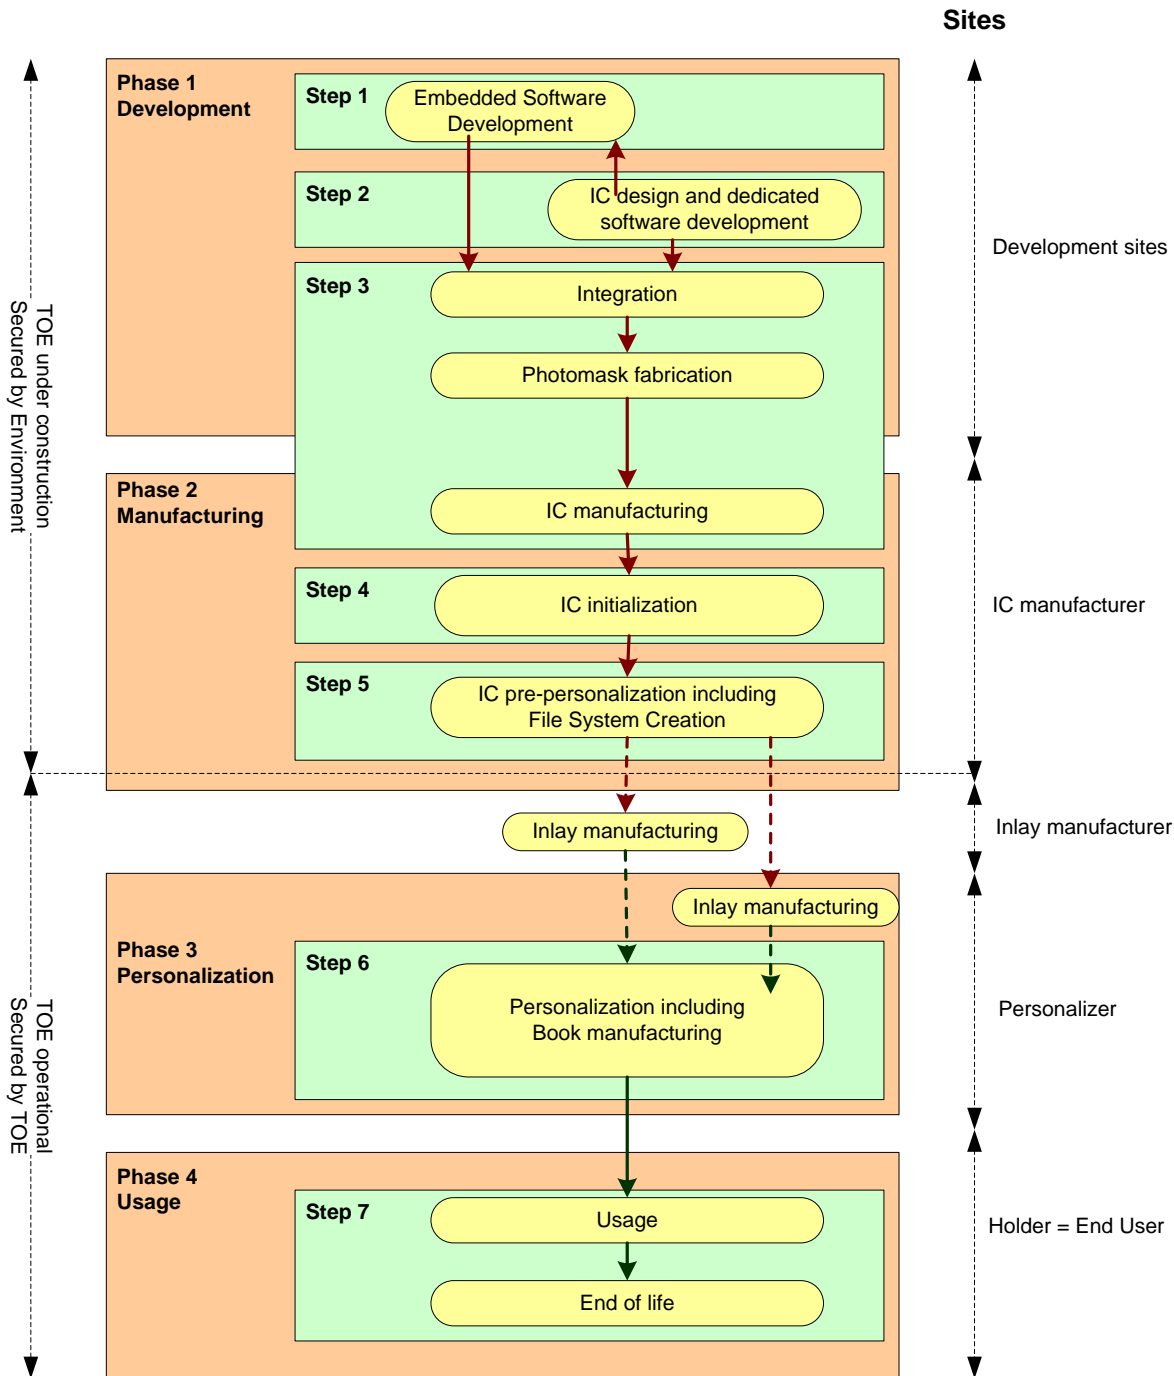 Sites
Phase 1
Development
Step 1
Embedded Software
Development
Step 2
IC design and dedicated
software development
Development sites
Step 3
Integration
TOE under construction
Secured by Environment
Photomask fabrication
Phase 2
Manufacturing
IC manufacturing
Step 4
IC initialization
IC manufacturer
Step 5
IC pre-personalization including
File System Creation
Inlay manufacturing
Inlay manufacturer
Inlay manufacturing
Phase 3
Personalization
Step 6
Personalization including
Book manufacturing
Personalizer
TOE operational
Secured by TOE
Phase 4
Usage
Step 7
Usage
Holder = End User
End of life